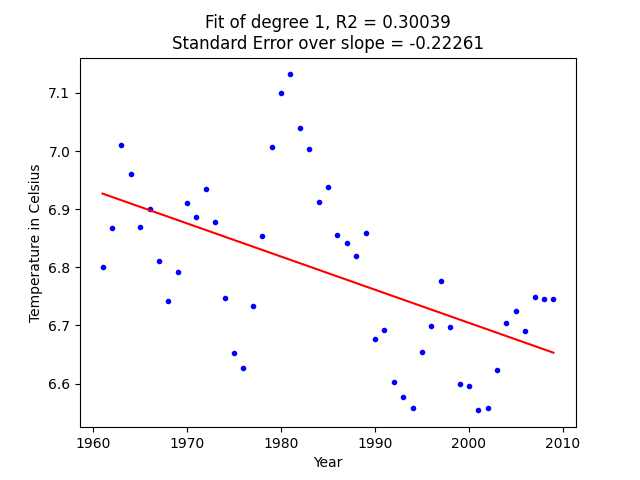 Fit of degree 1, R2 = 0.30039
Standard Error over slope = -0.22261
7.1
7.0
6.9
6.8
6.7
6.6
Temperature in Celsius
1960 1970 1980 1990 2000 2010
Year